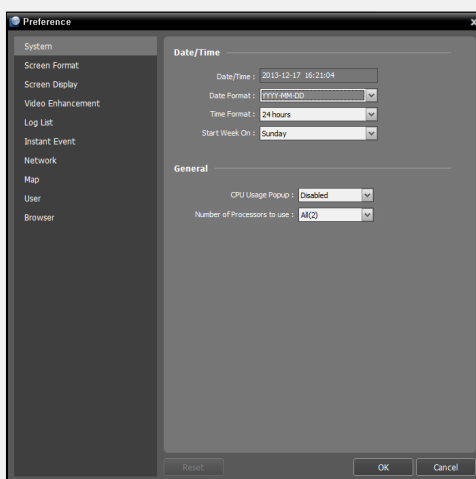 Preference
x
System
Screen Format
Screen Display
Video Enhancement
Log List
Instant Event
Network
Map
User
Browser
Date/Time
Date/Time : 2013-12-17 16:21:04
Date Format : YYYY-MM-DD
Time Format : 24 hours
Start Week On : Sunday
General
CPU Usage Popup : Disabled
Number of Processors to use : All(2)
Reset
OK
Cancel